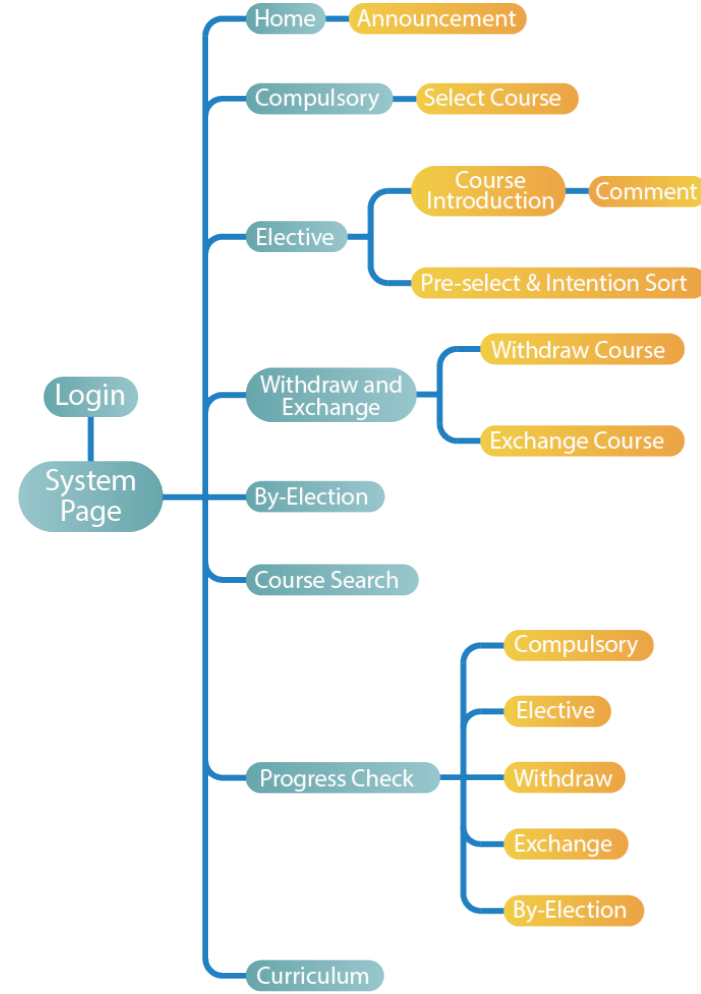 Home
Announcement
Compulsory
Select Course
Course
Introduction
Comment
Elective
Pre-select & Intention Sort
Withdraw Course
Withdraw and
Exchange
Exchange Course
Login
System
Page
By-Election
Course Search
Compulsory
Elective
Progress Check
Withdraw
Exchange
By-Election
Curriculum